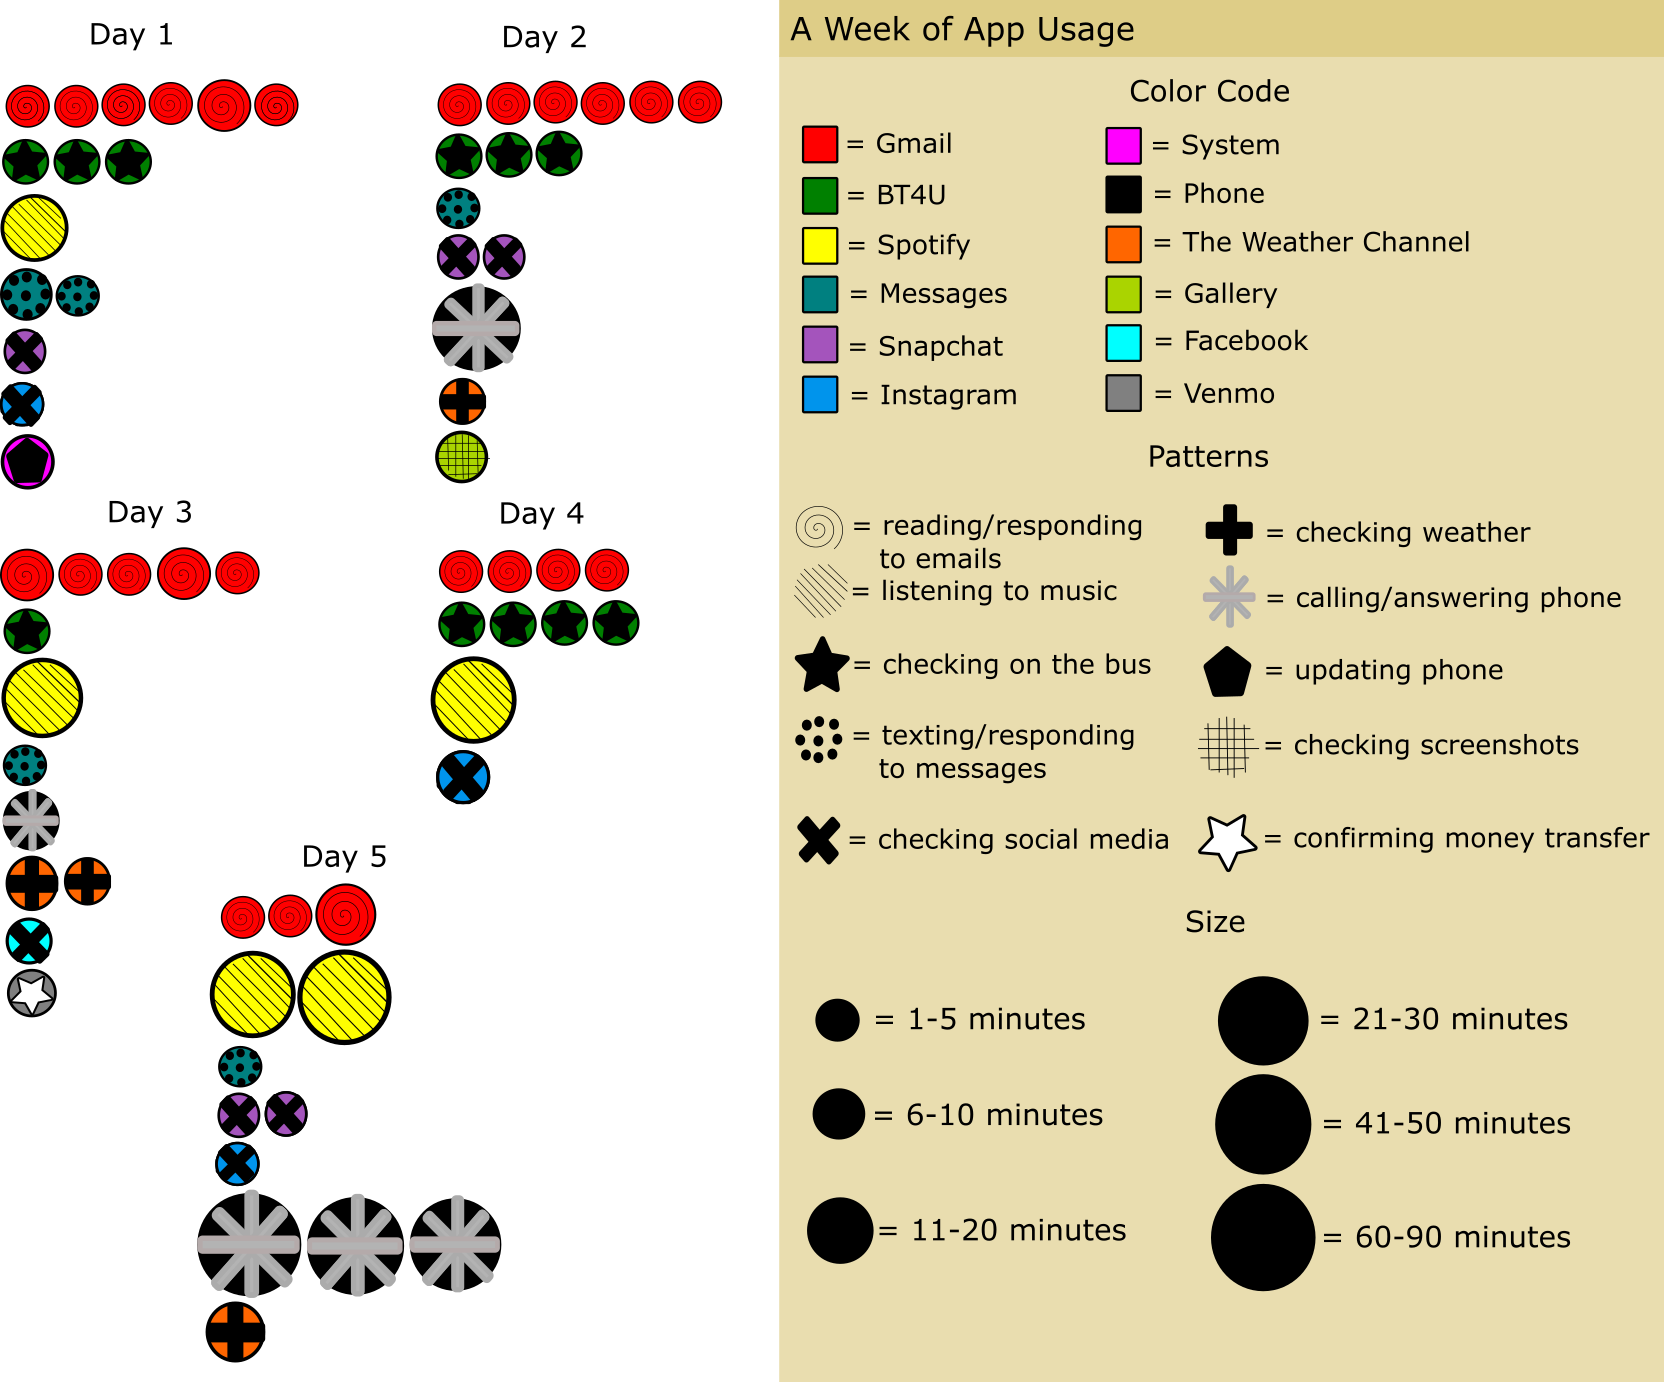 Day 1
Day 2
Day 3
Day 4
Day 5
A Week of App Usage
Color Code
= Gmail
= BT4U
= Spotify
= Messages
= Snapchat
= Instagram
= System
= Phone
= The Weather Channel
= Gallery
= Facebook
= Venmo
Patterns
= reading/responding
to emails
= listening to music
= checking on the bus
= texting/responding
to messages
= checking social media
= checking weather
= calling/answering phone
= updating phone
= checking screenshots
= confirming money transfer
Size
= 1-5 minutes
= 6-10 minutes
= 11-20 minutes
= 21-30 minutes
= 41-50 minutes
= 60-90 minutes